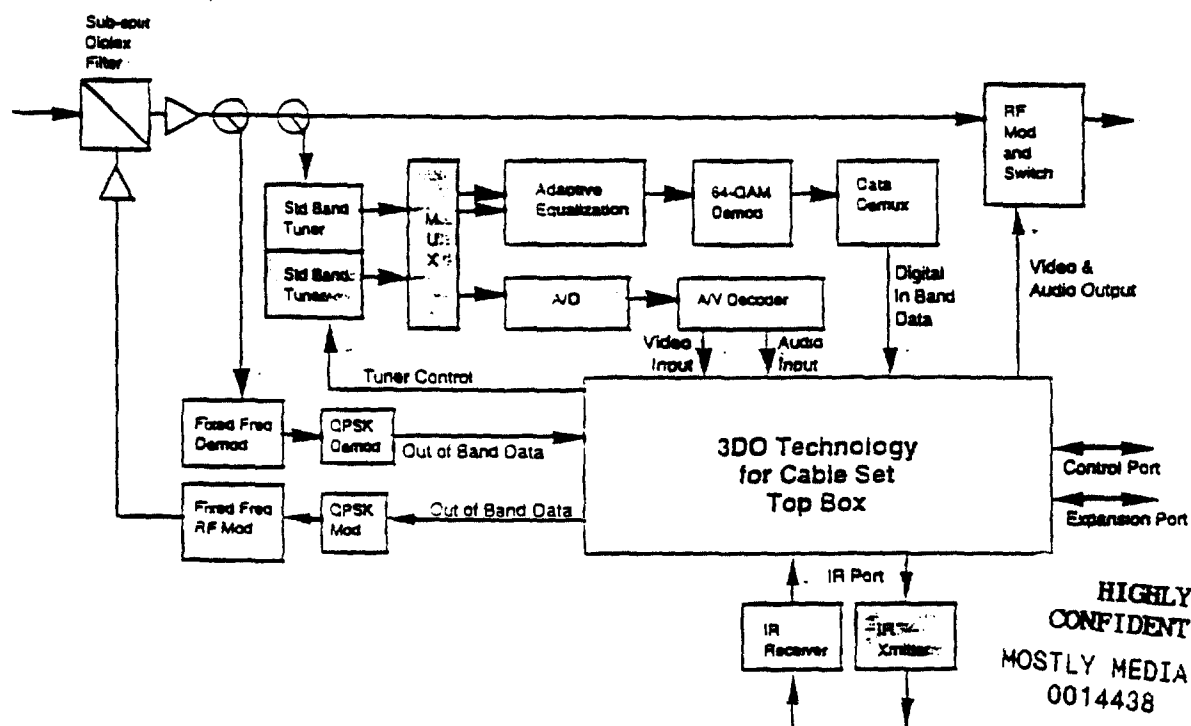 Sub-split
Diplex
Filter
RF
Mod
and
Switch
Std Band
Tuner
Std Band
Tuner
M
U
X
Adaptive
Equalization
64-QAM
Demod
Data
Demux
A/D
A/V Decoder
Video
Input
Audio
Input
Digital
In Band
Data
Video &
Audio Output
Tuner Control
Fixed Freq
Demod
QPSK
Demod
Out of Band Data
Fixed Freq
RF Mod
QPSK
Mod
Out of Band Data
3DO Technology
for Cable Set
Top Box
Control Port
Expansion Port
IR Port
IR
Receiver
IR
Xmitter
HIGHLY
CONFIDENT
MOSTLY MEDIA
0014438